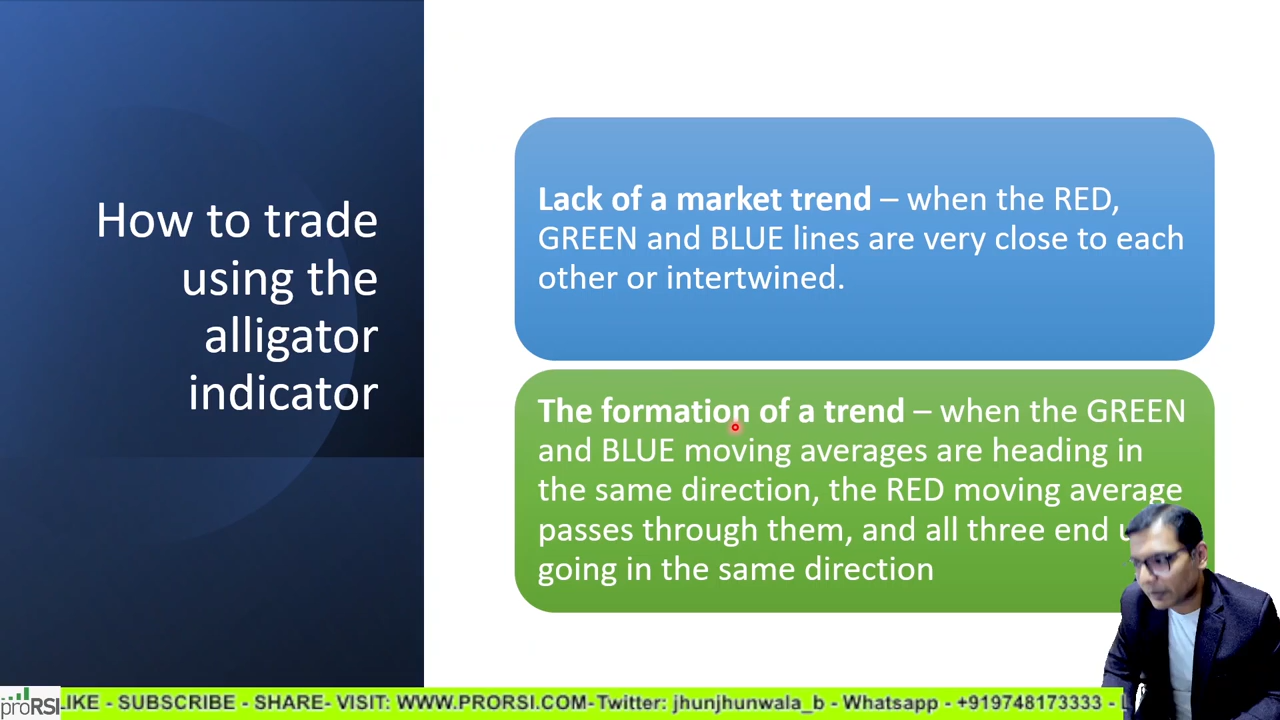 How to trade
using the
alligator
indicator
Lack of a market trend – when the RED,
GREEN and BLUE lines are very close to each
other or intertwined.
The formation of a trend – when the GREEN
and BLUE moving averages are heading in
the same direction, the RED moving average
passes through them, and all three end
going in the same direction
proRSI
LIKE - SUBSCRIBE - SHARE- VISIT: WWW.PRORSI.COM-Twitter: jhunjhunwala_b - Whatsapp - +919748173333 - L